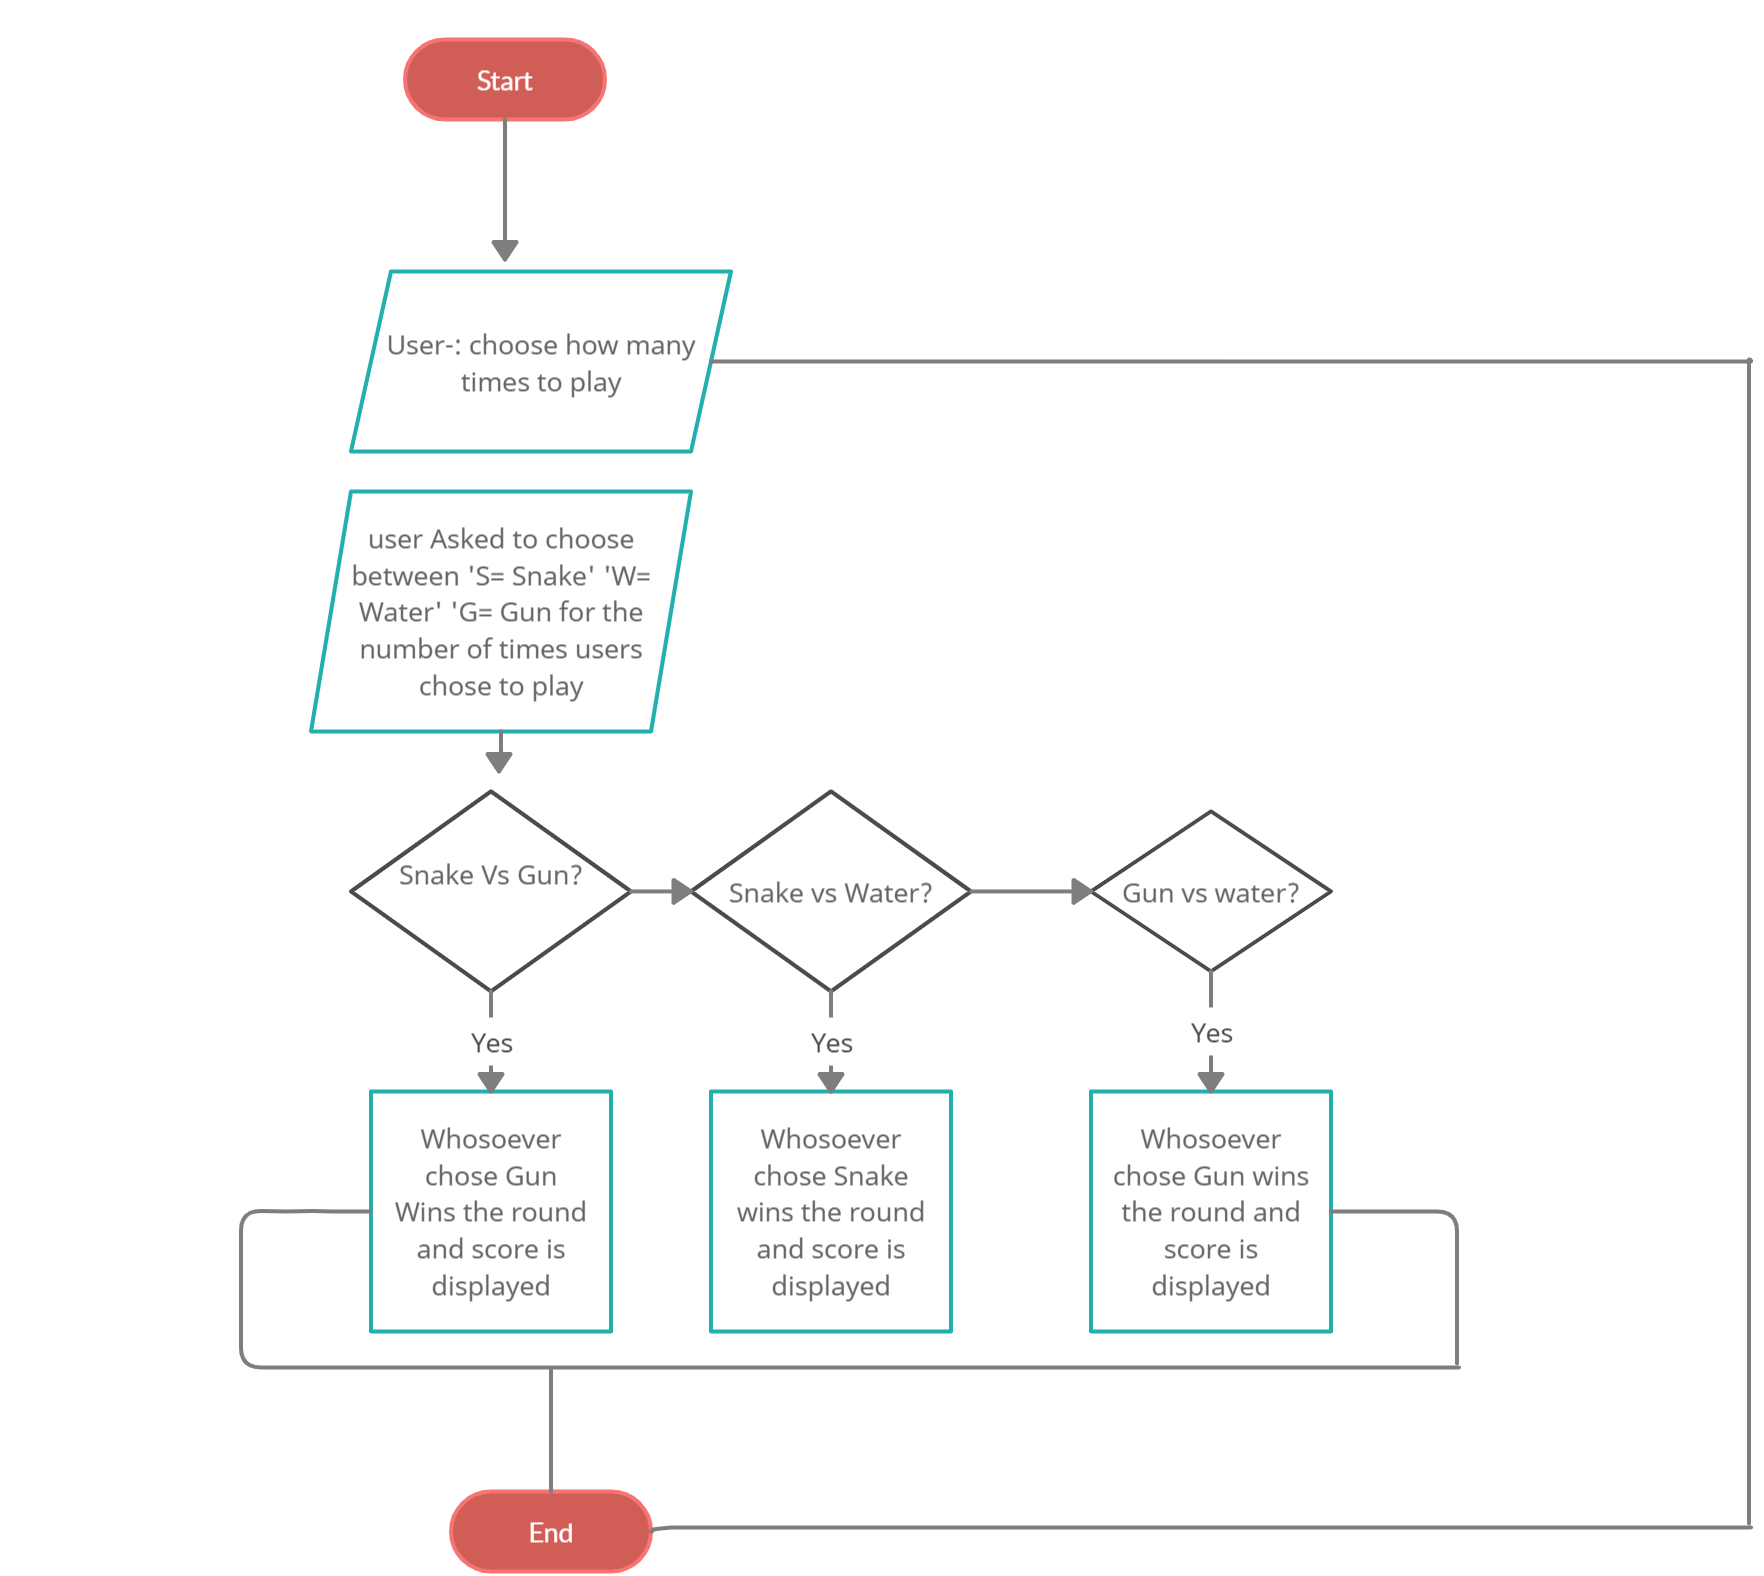 Start
User-: choose how many
times to play
user Asked to choose
between 'S= Snake' 'W=
Water' 'G= Gun for the
number of times users
chose to play
Snake Vs Gun?
Snake vs Water?
Gun vs water?
Yes
Yes
Yes
Whosoever
chose Gun
Wins the round
and score is
displayed
Whosoever
chose Snake
wins the round
and score is
displayed
Whosoever
chose Gun wins
the round and
score is
displayed
End